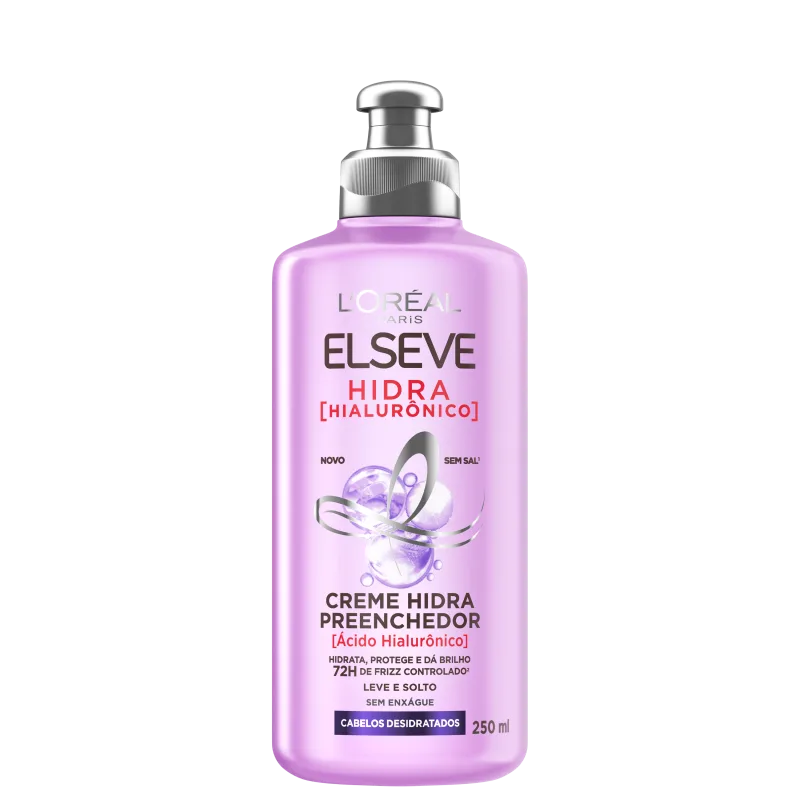 L'ORÉAL
PARIS
ELSEVE
HIDRA
[HIALURÔNICO]
NOVO
SEM SAL¹
CREME HIDRA
PREENCHEDOR
[Ácido Hialurônico]
HIDRATA, PROTEGE E DÁ BRILHO
72H DE FRIZZ CONTROLADO²
LEVE E SOLTO
SEM ENXÁGUE
CABELOS DESIDRATADOS
250 ml